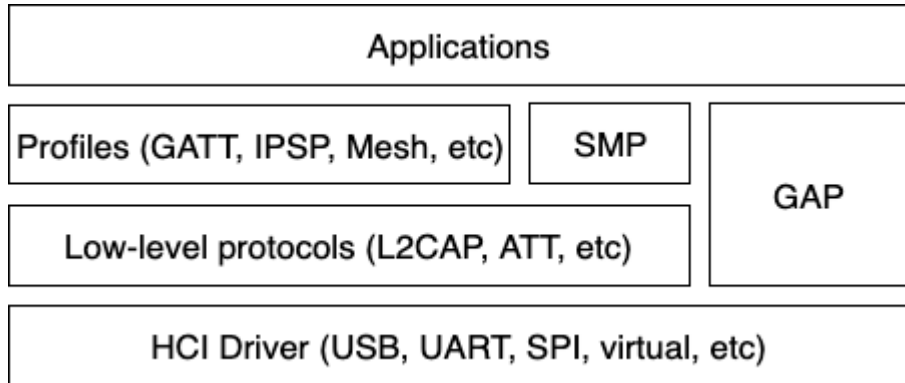 Applications
Profiles (GATT, IPSP, Mesh, etc)
SMP
GAP
Low-level protocols (L2CAP, ATT, etc)
HCI Driver (USB, UART, SPI, virtual, etc)